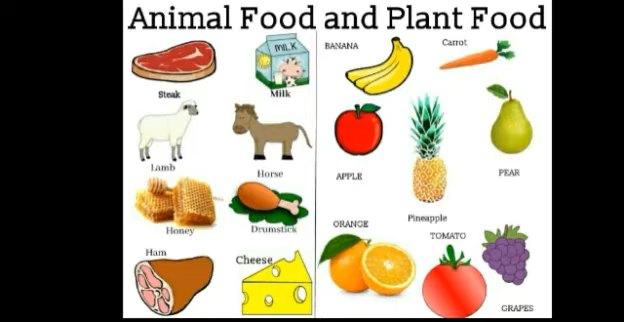 Animal Food and Plant Food
MILK
Steak
Milk
Lamb
Horse
Honey
Drumstick
Ham
Cheese
BANANA
Carrot
APPLE
PEAR
Pineapple
ORANGE
TOMATO
GRAPES